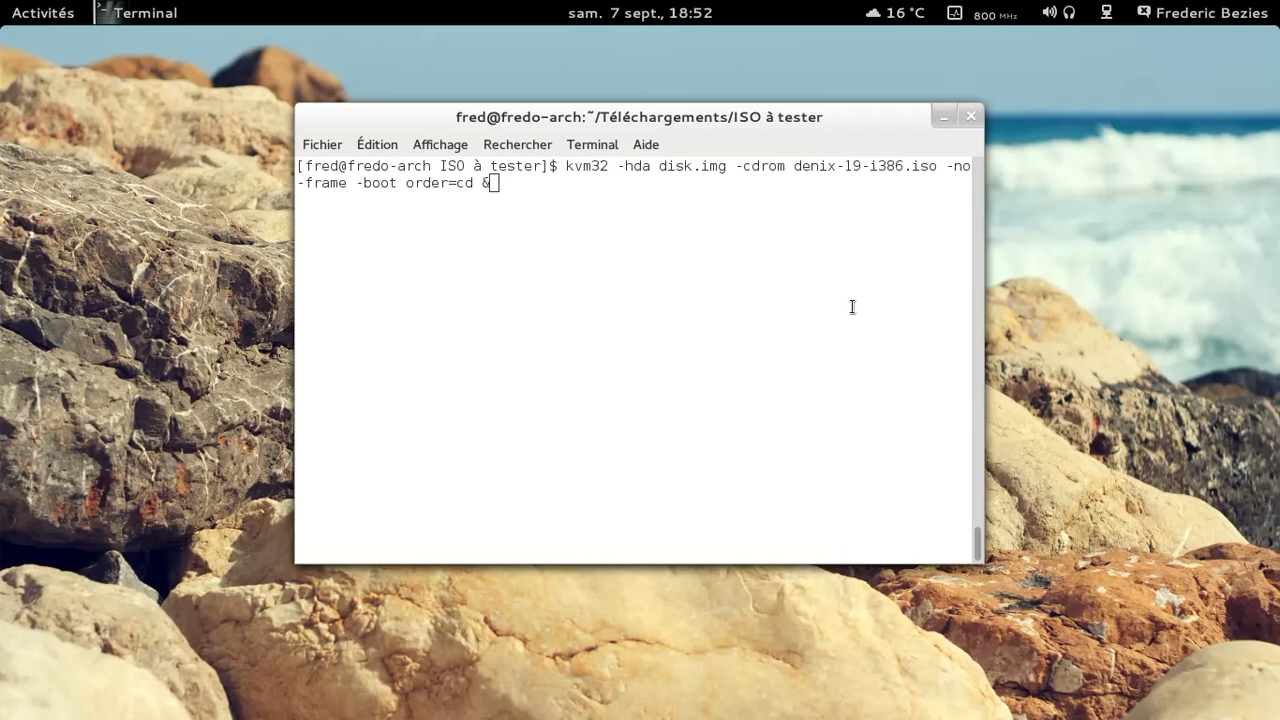 Activités Terminal sam. 7 sept., 18:52 16 °C 800 MHz Frederic Bezies
fred@fredo-arch:~/Téléchargements/ISO à tester
Fichier Édition Affichage Rechercher Terminal Aide
[fred@fredo-arch ISO à tester]$ kvm32 -hda disk.img -cdrom denix-19-i386.iso -no
-frame -boot order=cd &